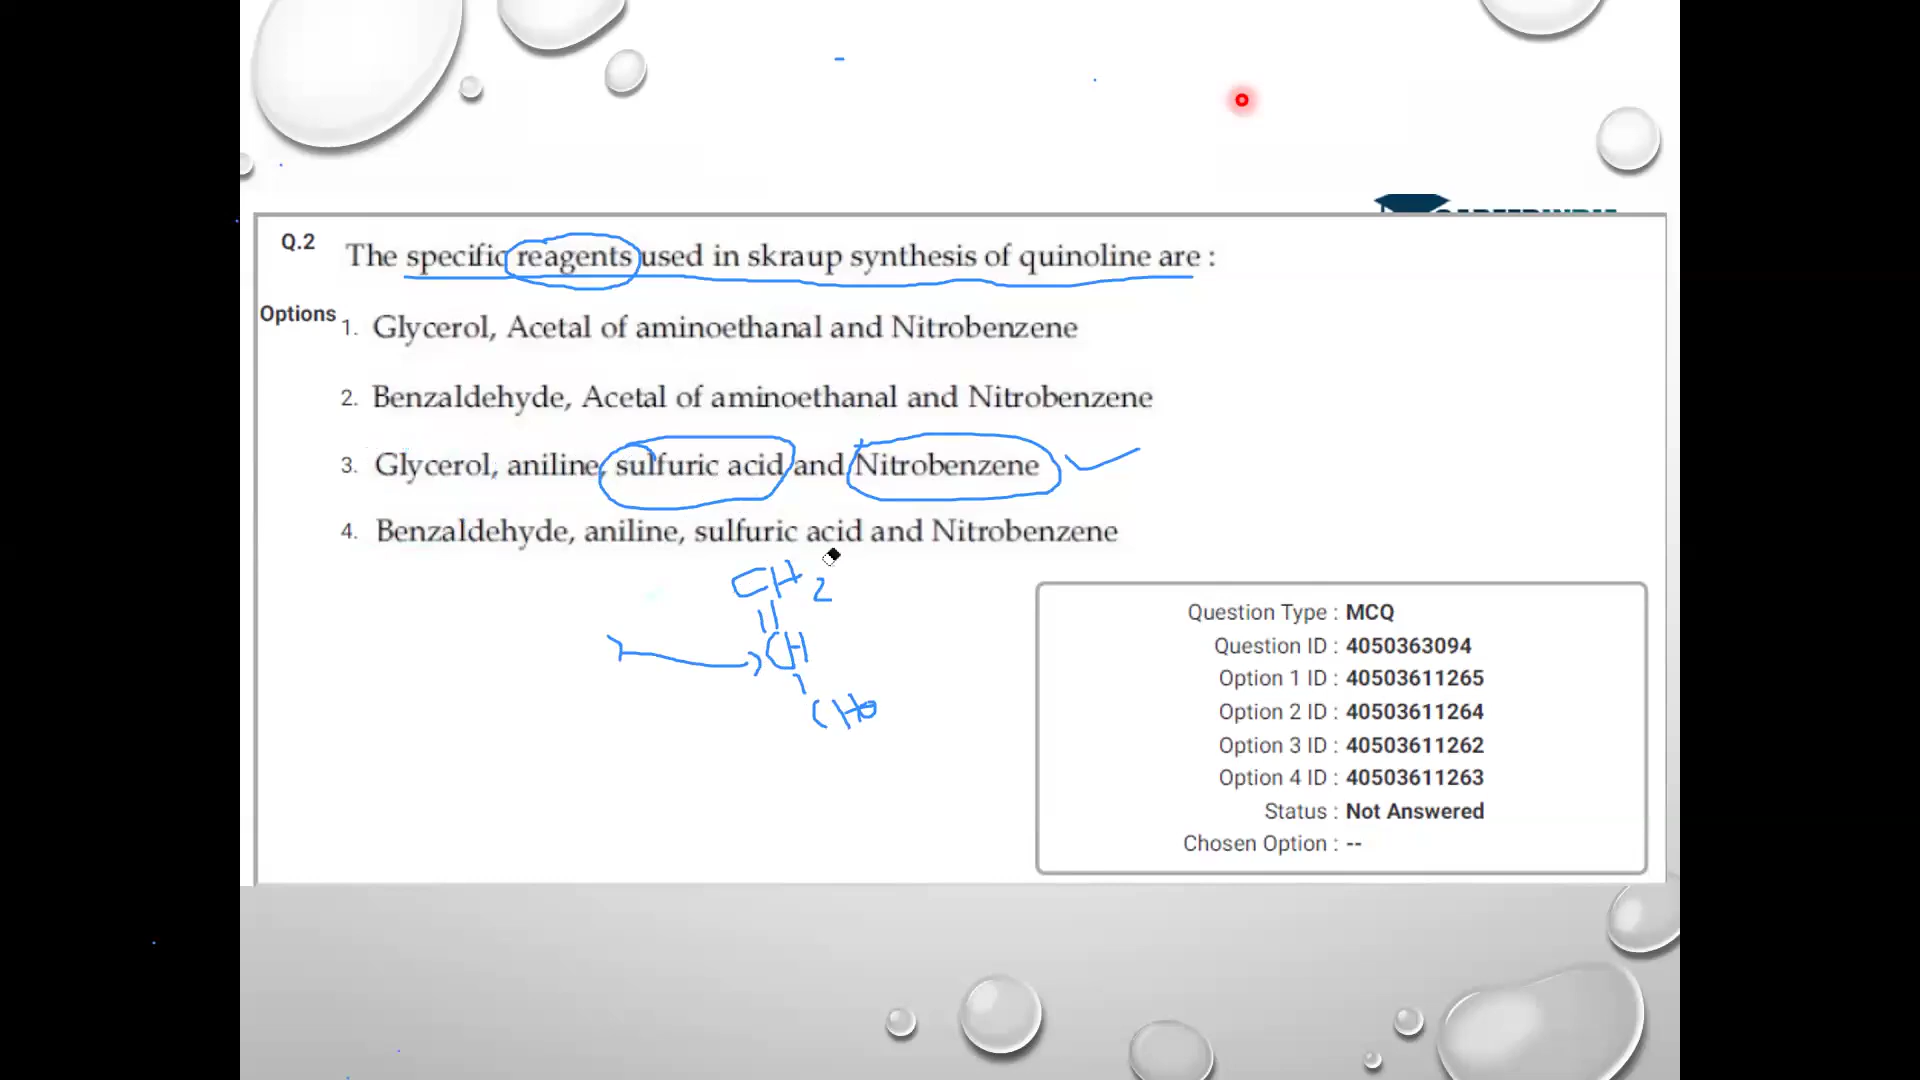 Q.2 The specific reagents used in skraup synthesis of quinoline are :
Options 1. Glycerol, Acetal of aminoethanal and Nitrobenzene
2. Benzaldehyde, Acetal of aminoethanal and Nitrobenzene
3. Glycerol, aniline, sulfuric acid and Nitrobenzene
4. Benzaldehyde, aniline, sulfuric acid and Nitrobenzene
CH2
CH
CHO
Question Type : MCQ
Question ID : 4050363094
Option 1 ID : 40503611265
Option 2 ID : 40503611264
Option 3 ID : 40503611262
Option 4 ID : 40503611263
Status : Not Answered
Chosen Option : --